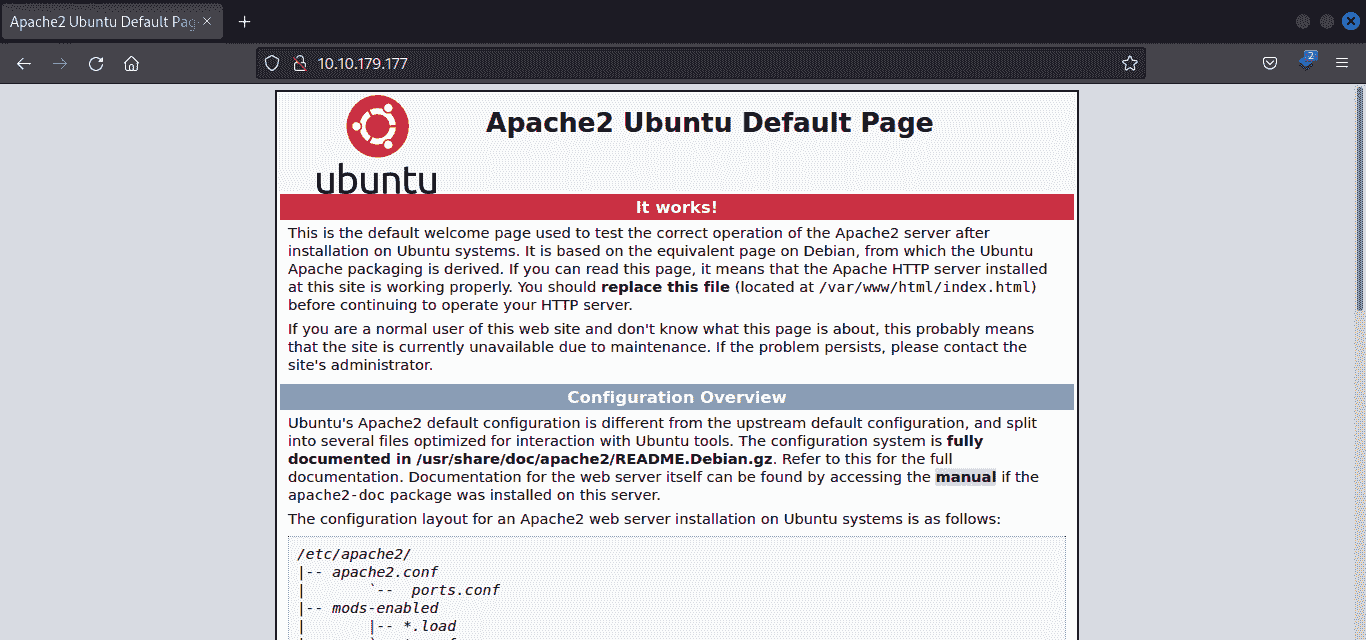 Apache2 Ubuntu Default Pag
10.10.179.177
2
ubuntu
Apache2 Ubuntu Default Page
It works!
This is the default welcome page used to test the correct operation of the Apache2 server after
installation on Ubuntu systems. It is based on the equivalent page on Debian, from which the Ubuntu
Apache packaging is derived. If you can read this page, it means that the Apache HTTP server installed
at this site is working properly. You should replace this file (located at /var/www/html/index.html)
before continuing to operate your HTTP server.
If you are a normal user of this web site and don't know what this page is about, this probably means
that the site is currently unavailable due to maintenance. If the problem persists, please contact the
site's administrator.
Configuration Overview
Ubuntu's Apache2 default configuration is different from the upstream default configuration, and split
into several files optimized for interaction with Ubuntu tools. The configuration system is fully
documented in /usr/share/doc/apache2/README.Debian.gz. Refer to this for the full
documentation. Documentation for the web server itself can be found by accessing the manual if the
apache2-doc package was installed on this server.
The configuration layout for an Apache2 web server installation on Ubuntu systems is as follows:
/etc/apache2/
|-- apache2.conf
|       `--  ports.conf
|-- mods-enabled
|       |-- *.load